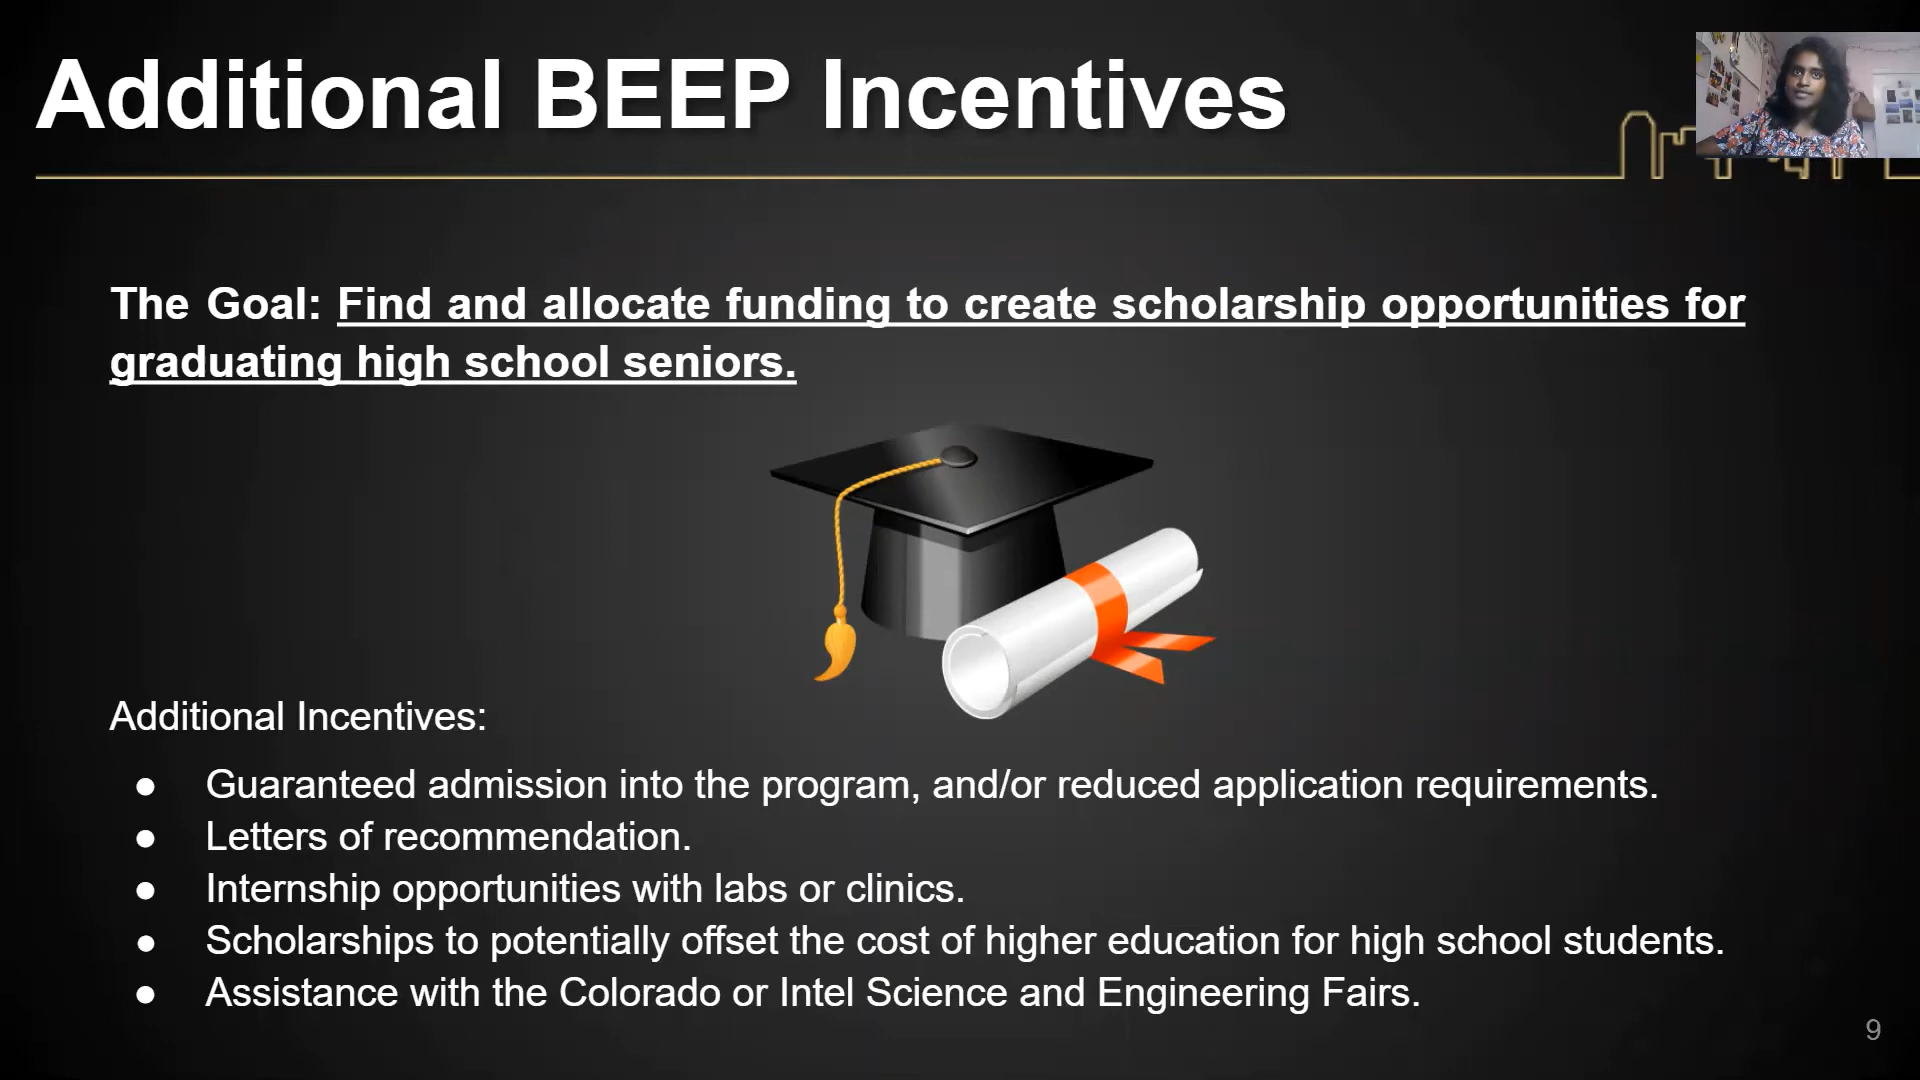 Additional BEEP Incentives
The Goal: Find and allocate funding to create scholarship opportunities for
graduating high school seniors.
Additional Incentives:
● Guaranteed admission into the program, and/or reduced application requirements.
● Letters of recommendation.
● Internship opportunities with labs or clinics.
● Scholarships to potentially offset the cost of higher education for high school students.
● Assistance with the Colorado or Intel Science and Engineering Fairs.
9